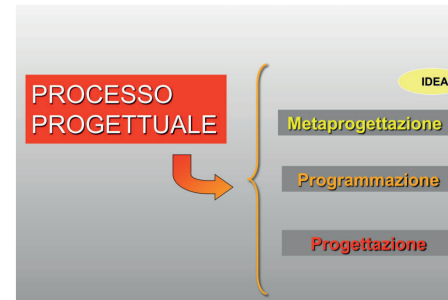 PROCESSO
PROGETTUALE
IDEA
Metaprogettazione
Programmazione
Progettazione